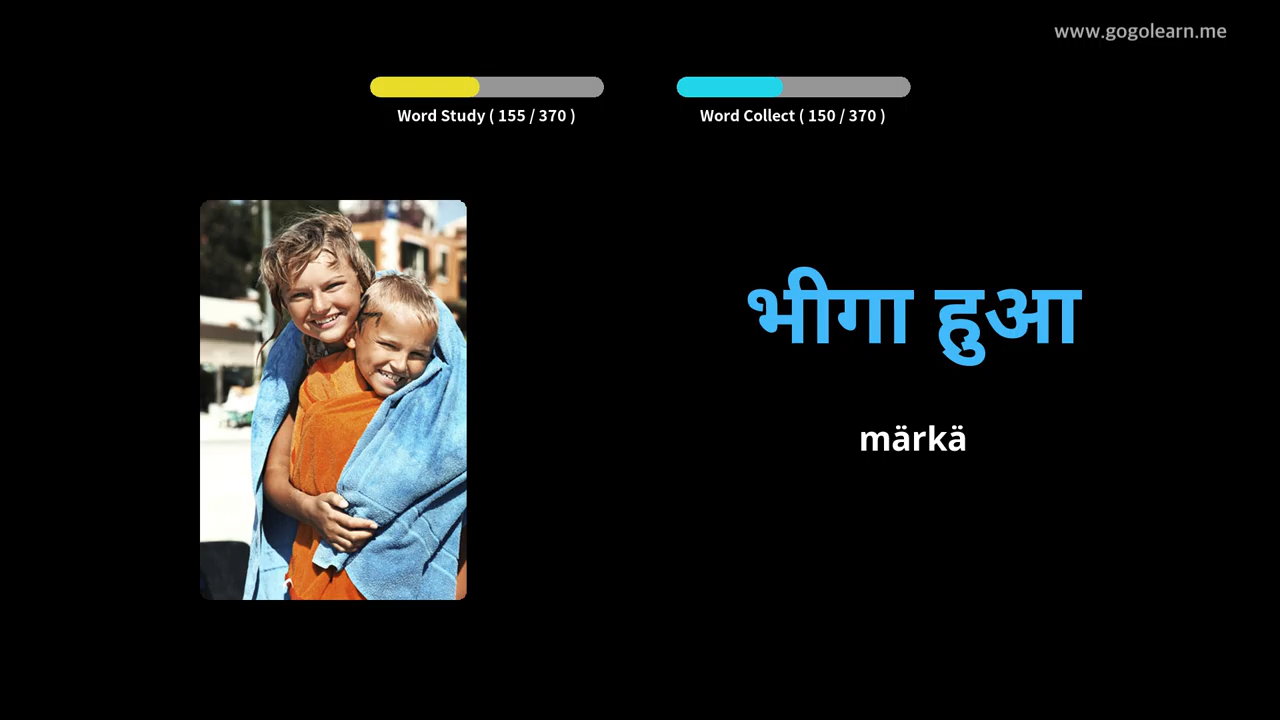 www.gogolearn.me
Word Study ( 155 / 370 )
Word Collect ( 150 / 370 )
भीगा हुआ
märkä